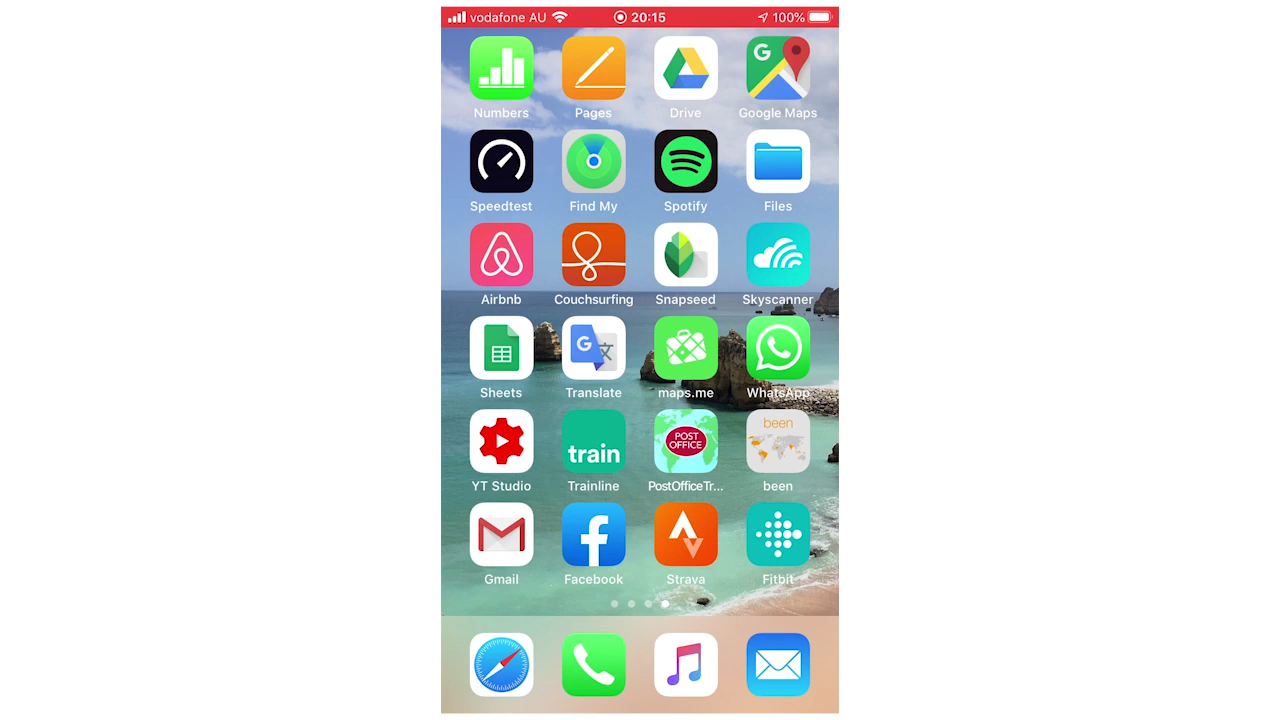 vodafone AU 20:15 100%
G
Numbers Pages Drive Google Maps
Speedtest Find My Spotify Files
Airbnb Couchsurfing Snapseed Skyscanner
G 文
Sheets Translate maps.me WhatsApp
train POST OFFICE been
YT Studio Trainline PostOfficeTr... been
Gmail Facebook Strava Fitbit